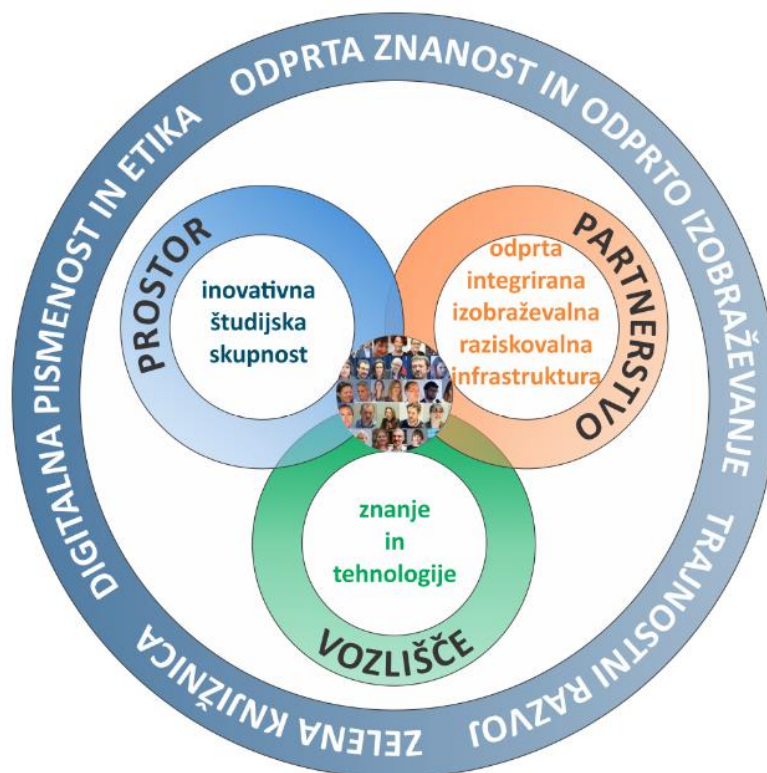 ODPRTA ZNANOST IN ODPRTO IZOBRAŽEVANJE
TRAJNOSTNI RAZVOJ
ZELENA KNJIŽNICA
DIGITALNA PISMENOST IN ETIKA
PROSTOR
inovativna
študijska
skupnost
PARTNERSTVO
odprta
integrirana
izobraževalna
raziskovalna
infrastruktura
znanje
in
tehnologije
VOZLIŠČE